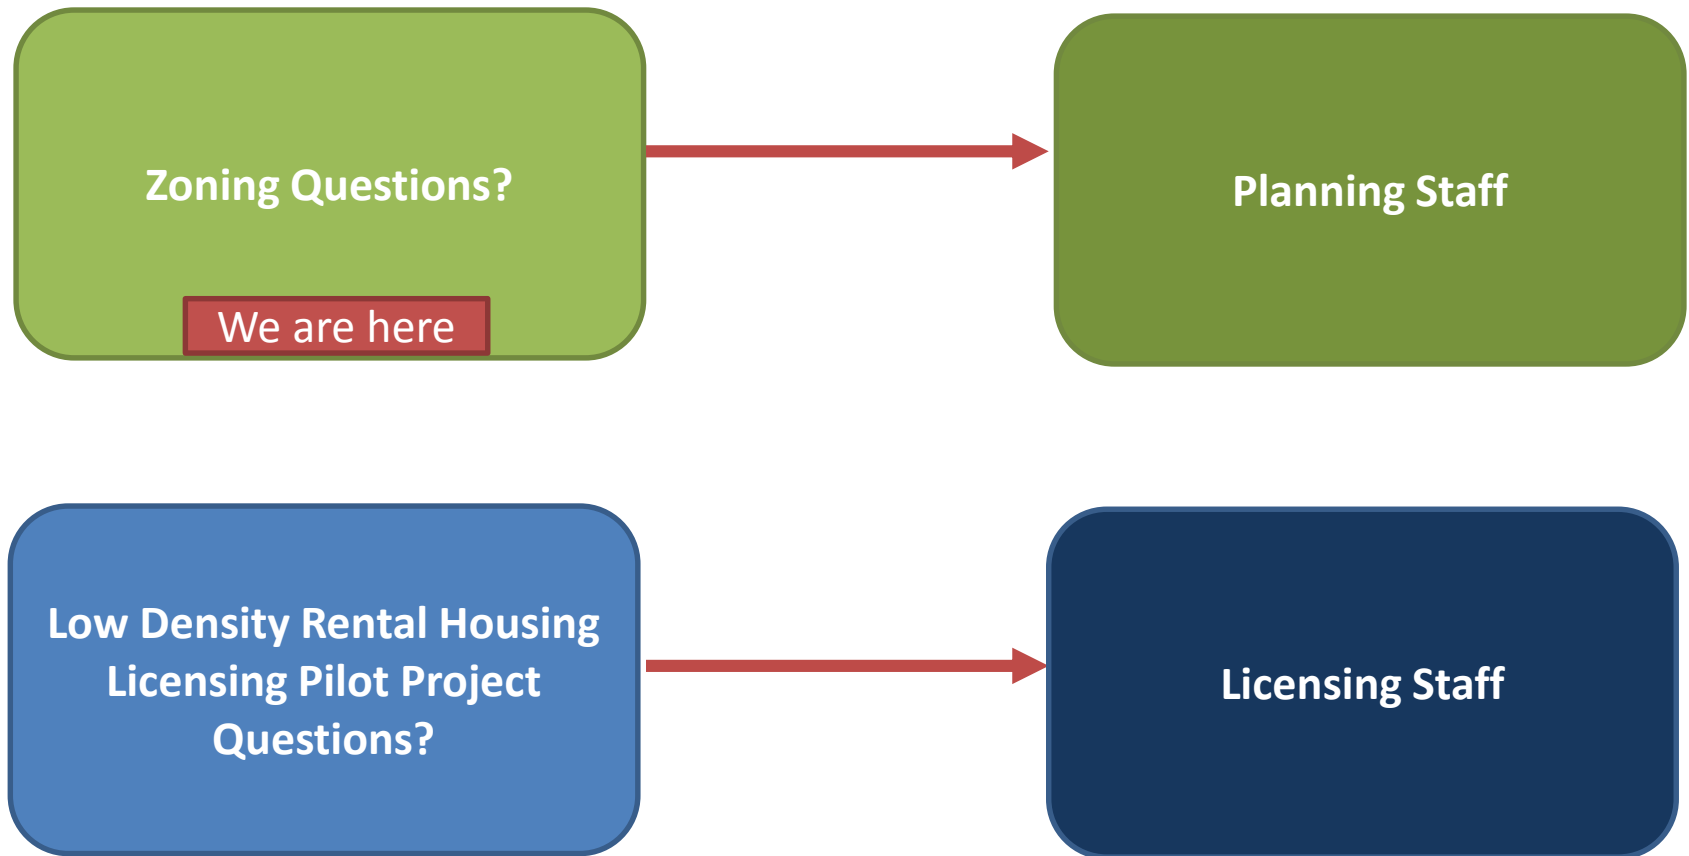 Zoning Questions?
We are here
Planning Staff
Low Density Rental Housing
Licensing Pilot Project
Questions?
Licensing Staff